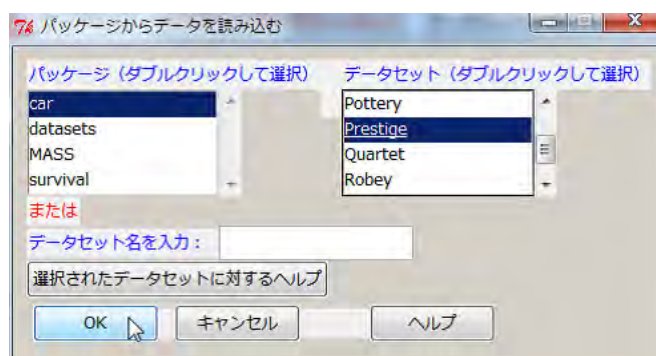 パッケージからデータを読み込む
パッケージ（ダブルクリックして選択） データセット（ダブルクリックして選択）
car Pottery
datasets Prestige
MASS Quartet
survival Robey
または
データセット名を入力：
選択されたデータセットに対するヘルプ
OK キャンセル ヘルプ